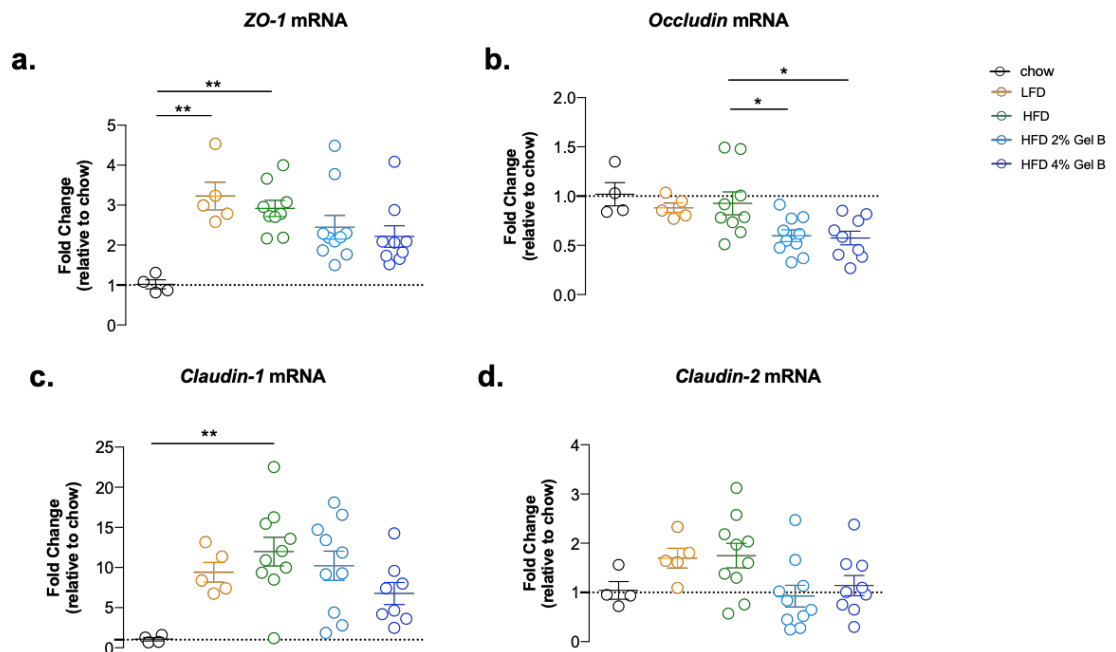 ZO-1 mRNA
Occludin mRNA
a.
b.
**
**
Fold Change
(relative to chow)
5
4
3
2
1
0
*
*
Fold Change
(relative to chow)
2.0
1.5
1.0
0.5
0.0
chow
LFD
HFD
HFD 2% Gel B
HFD 4% Gel B
c.
Claudin-1 mRNA
d.
Claudin-2 mRNA
**
Fold Change
(relative to chow)
25
20
15
10
5
0
Fold Change
(relative to chow)
4
3
2
1
0